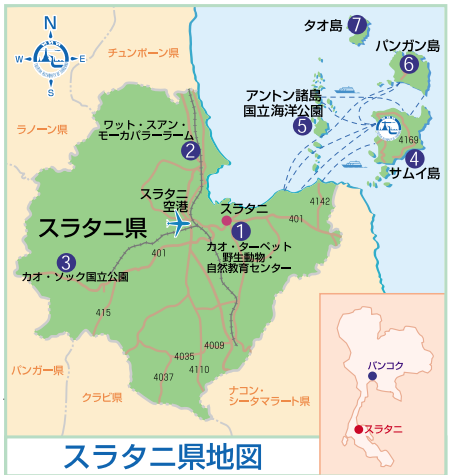 N
W
E
S
チュンポーン県
ラノーン県
タオ島
7
パンガン島
6
アントン諸島
国立海洋公園
5
4169
4
サムイ島
ワット・スアン・
モーカパラーラーム
2
スラタニ
空港
スラタニ
4142
401
1
スラタニ県
カオ・ターペット
野生動物・
自然教育センター
3
カオ・ソック国立公園
401
415
4009
4035
4110
4037
パンガー県
クラビ県
ナコン・
シータマラート県
バンコク
スラタニ
スラタニ県地図